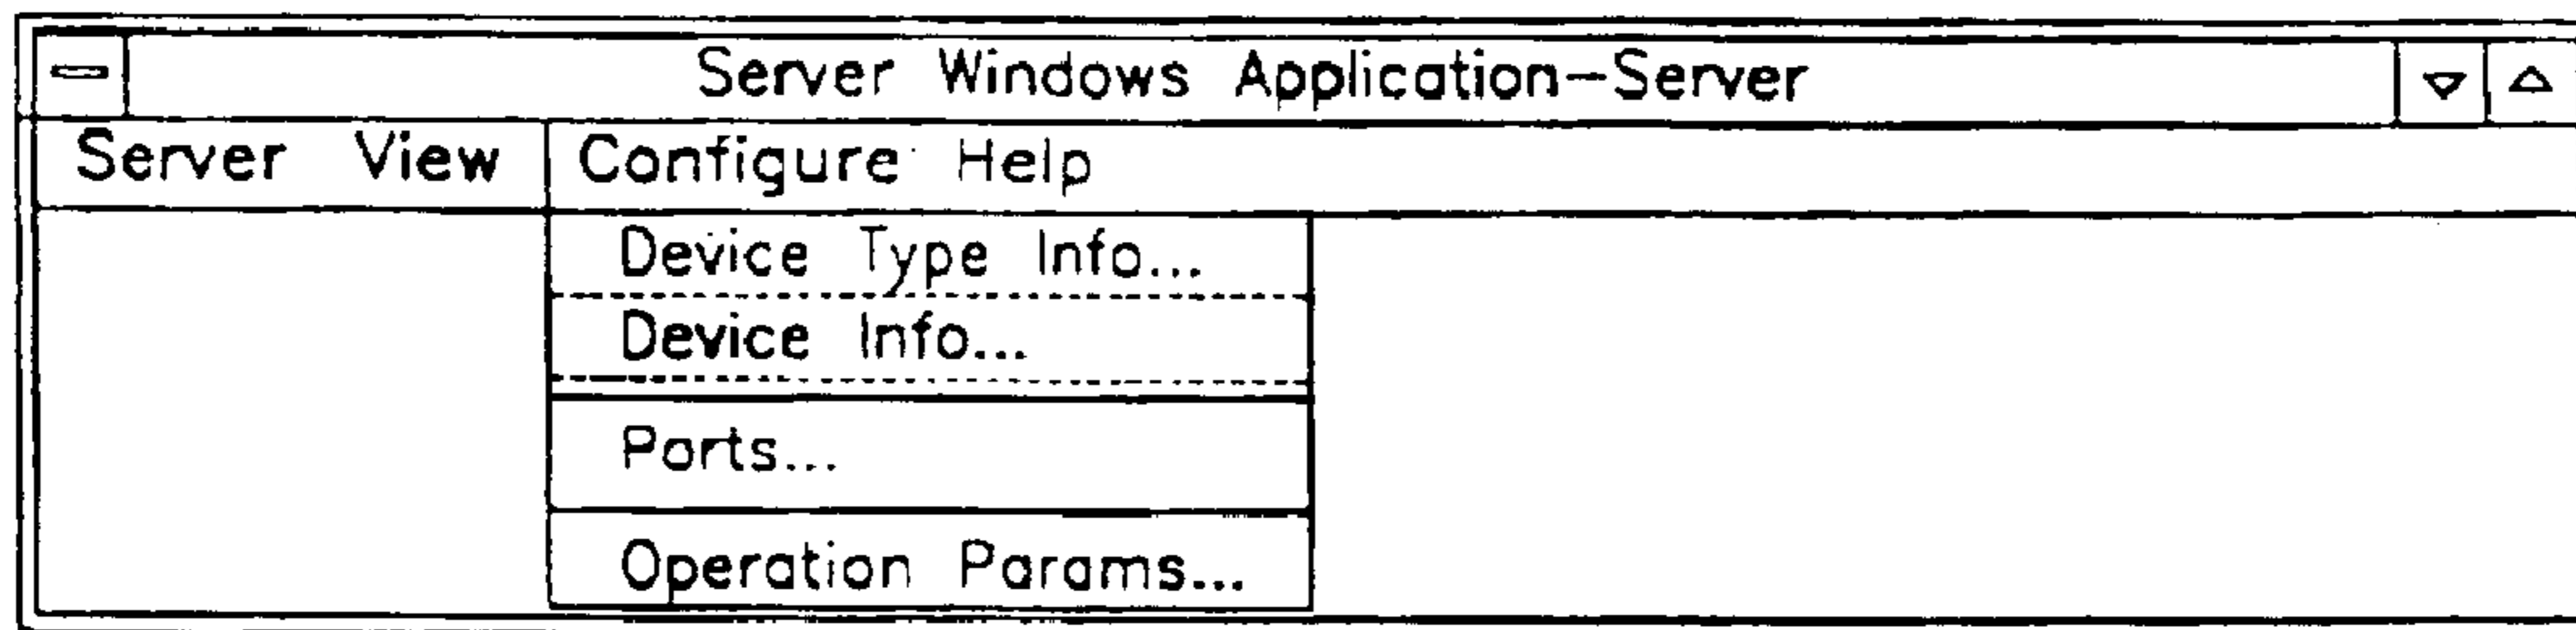 Server Windows Application-Server
Server View Configure Help
Device Type Info...
Device Info...
Ports...
Operation Params...